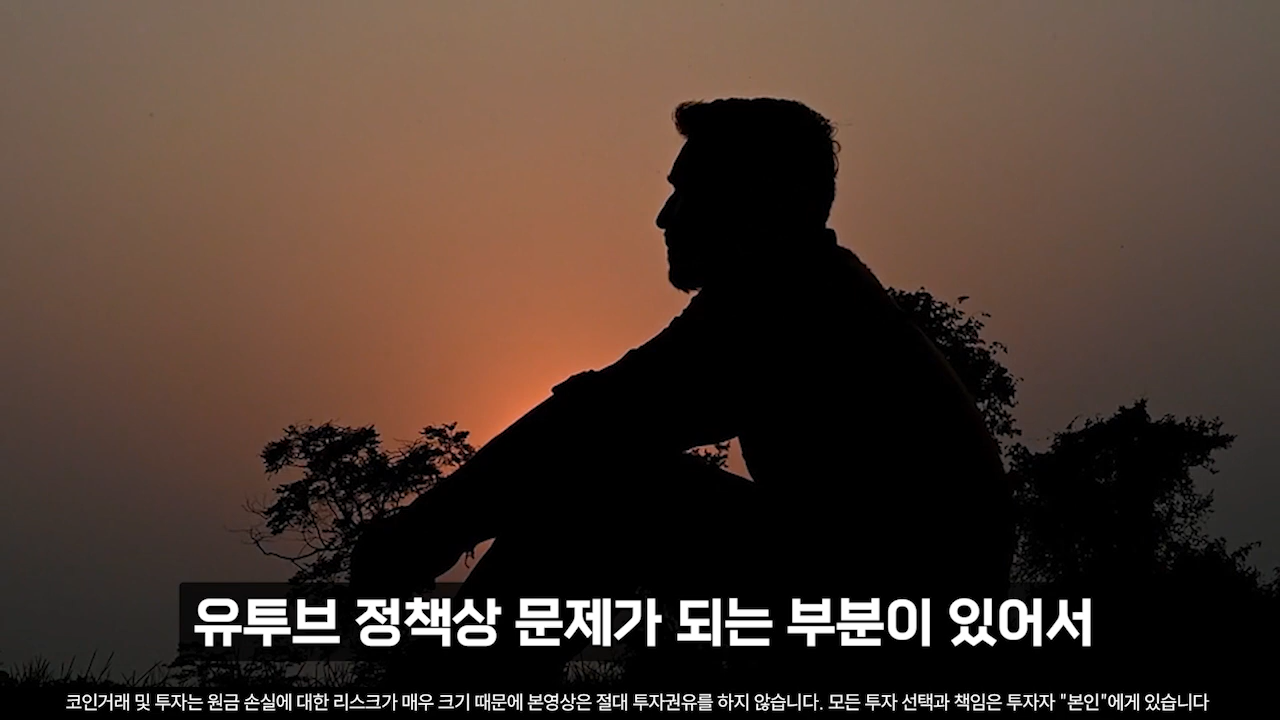 유투브 정책상 문제가 되는 부분이 있어서
코인거래 및 투자는 원금 손실에 대한 리스크가 매우 크기 때문에 본영상은 절대 투자권유를 하지 않습니다. 모든 투자 선택과 책임은 투자자 "본인"에게 있습니다